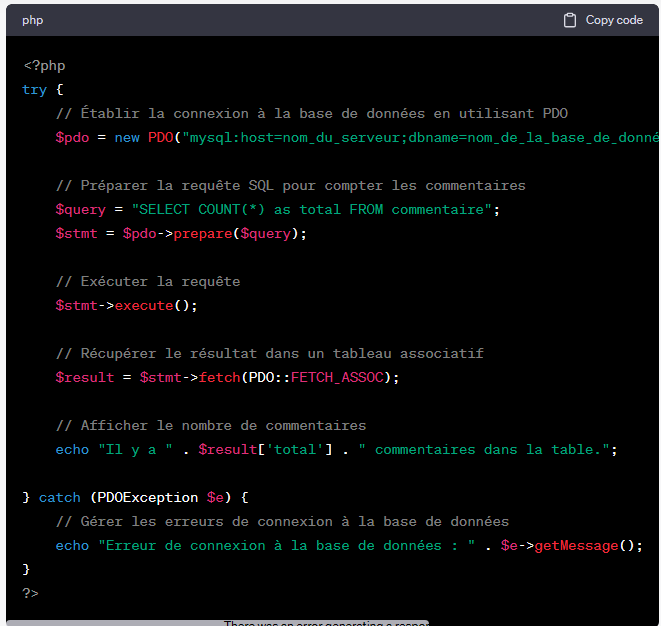 php
Copy code
<?php
try {
// Établir la connexion à la base de données en utilisant PDO
$pdo = new PDO("mysql:host=nom_du_serveur;dbname=nom_de_la_base_de_donné
// Préparer la requête SQL pour compter les commentaires
$query = "SELECT COUNT(*) as total FROM commentaire";
$stmt = $pdo->prepare($query);
// Exécuter la requête
$stmt->execute();
// Récupérer le résultat dans un tableau associatif
$result = $stmt->fetch(PDO::FETCH_ASSOC);
// Afficher le nombre de commentaires
echo "Il y a " . $result['total'] . " commentaires dans la table.";
} catch (PDOException $e) {
// Gérer les erreurs de connexion à la base de données
echo "Erreur de connexion à la base de données : " . $e->getMessage();
}
?>
There was an error generating a respon